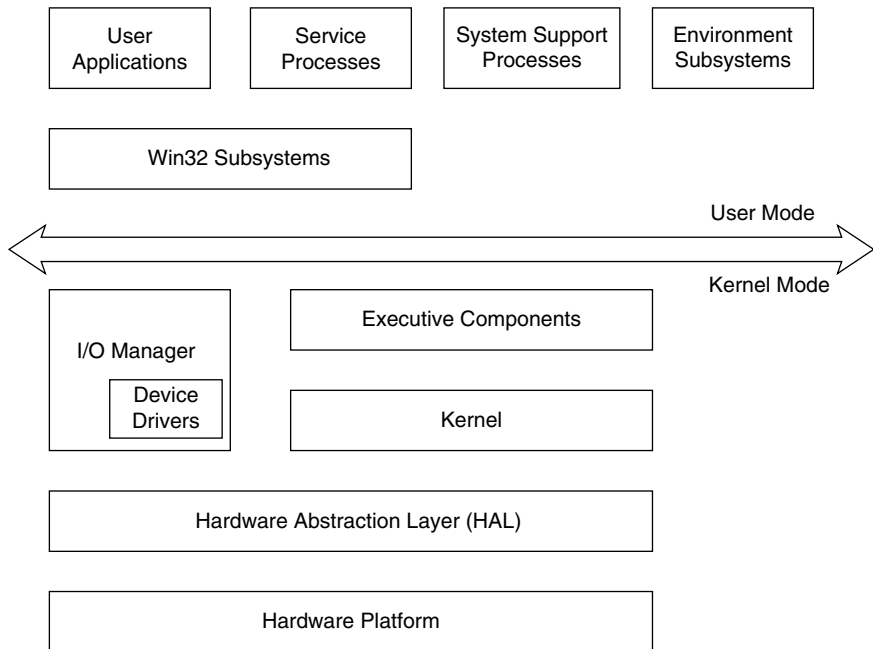 User
Applications
Service
Processes
System Support
Processes
Environment
Subsystems
Win32 Subsystems
User Mode
Kernel Mode
I/O Manager
Device
Drivers
Executive Components
Kernel
Hardware Abstraction Layer (HAL)
Hardware Platform